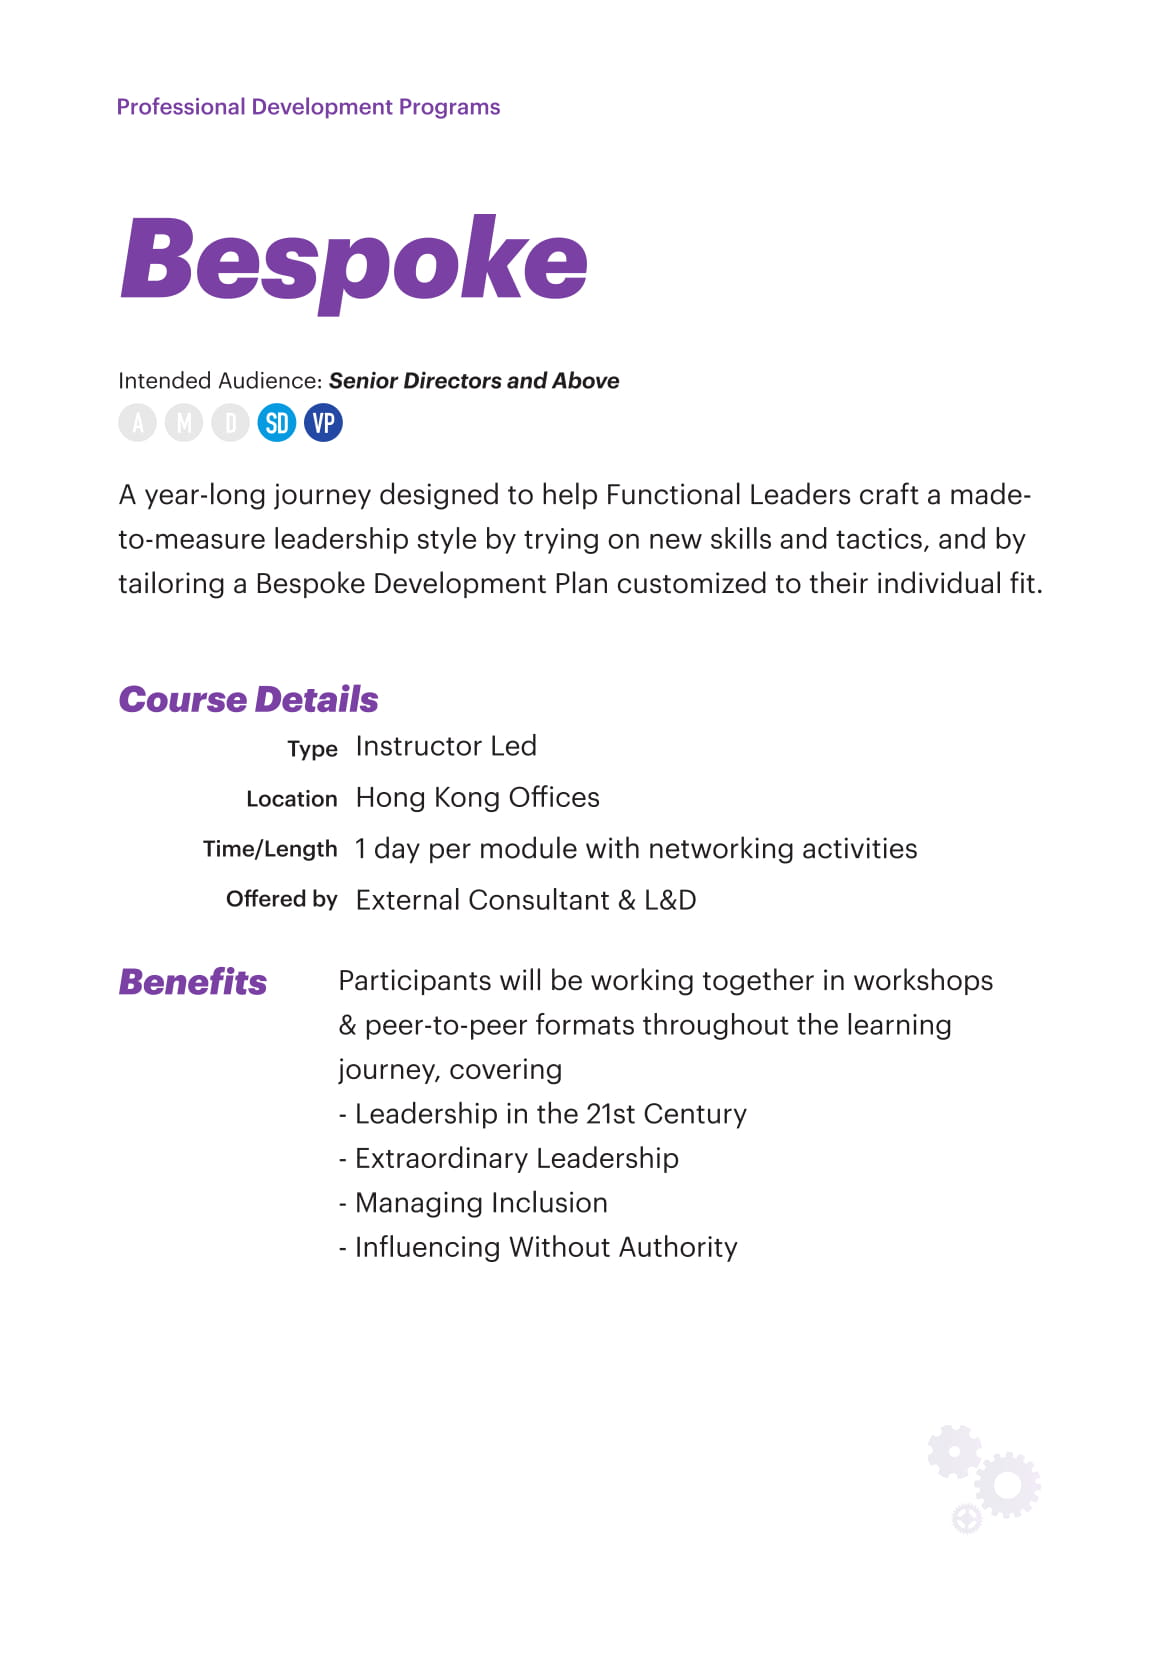 Professional Development Programs
Bespoke
Intended Audience: Senior Directors and Above
A M D SD VP
A year-long journey designed to help Functional Leaders craft a made-
to-measure leadership style by trying on new skills and tactics, and by
tailoring a Bespoke Development Plan customized to their individual fit.
Course Details
Type Instructor Led
Location Hong Kong Offices
Time/Length 1 day per module with networking activities
Offered by External Consultant & L&D
Benefits Participants will be working together in workshops
& peer-to-peer formats throughout the learning
journey, covering
- Leadership in the 21st Century
- Extraordinary Leadership
- Managing Inclusion
- Influencing Without Authority